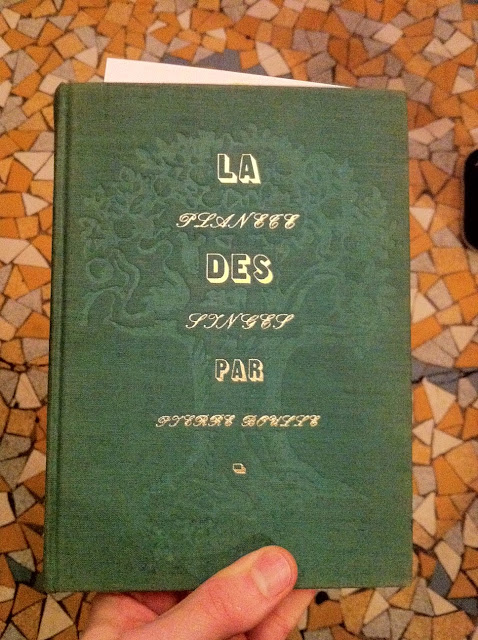 LA
PLANETE
DES
SINGES
PAR
PIERRE BOULLE